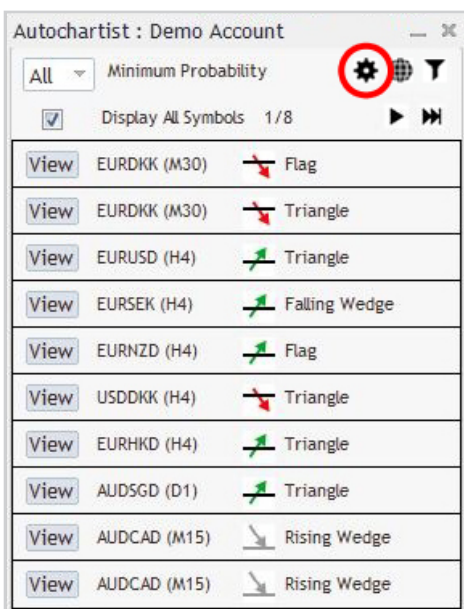 Autochartist : Demo Account
All Minimum Probability
Display All Symbols 1/8
View EURDKK (M30) Flag
View EURDKK (M30) Triangle
View EURUSD (H4) Triangle
View EURSEK (H4) Falling Wedge
View EURNZD (H4) Flag
View USDDKK (H4) Triangle
View EURHKD (H4) Triangle
View AUDSGD (D1) Triangle
View AUDCAD (M15) Rising Wedge
View AUDCAD (M15) Rising Wedge